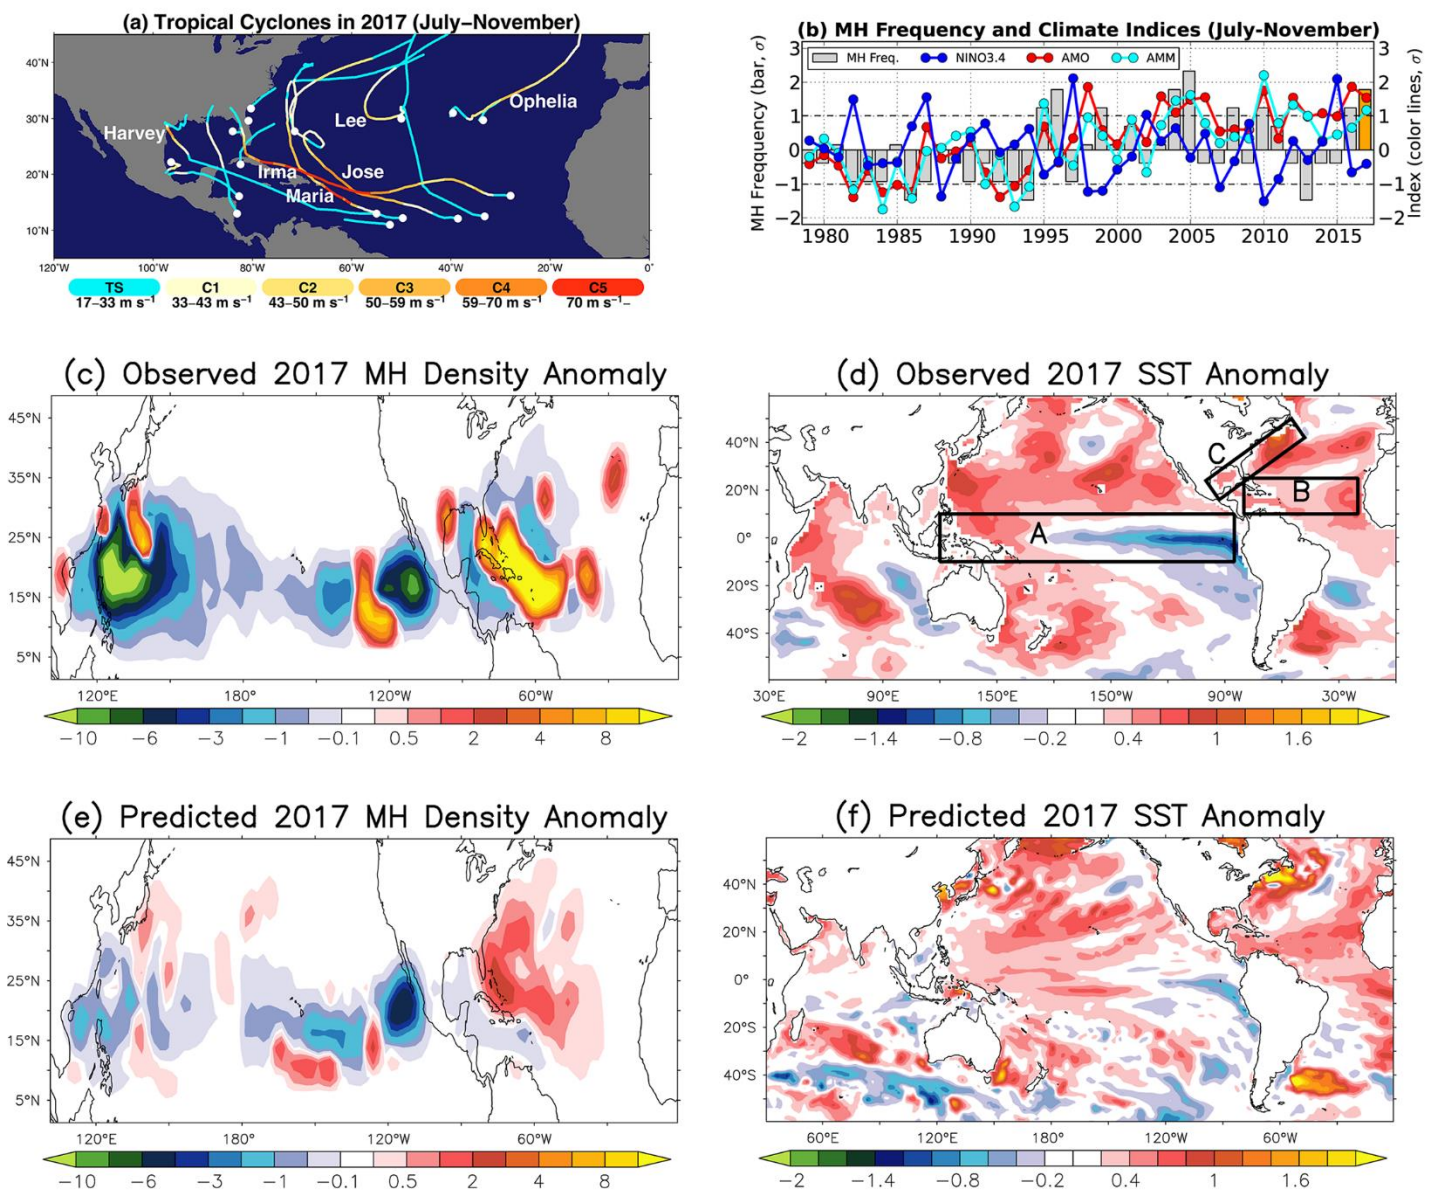 (a) Tropical Cyclones in 2017 (July–November)
40°N
30°N
20°N
10°N
Harvey
Irma
Maria
Jose
Lee
Ophelia
120°W 100°W 80°W 60°W 40°W 20°W 0°
TS C1 C2 C3 C4 C5
17–33 m s⁻¹ 33–43 m s⁻¹ 43–50 m s⁻¹ 50–59 m s⁻¹ 59–70 m s⁻¹ 70 m s⁻¹–
(b) MH Frequency and Climate Indices (July-November)
MH Freq. NINO3.4 AMO AMM
MH Freqquency (bar, σ)
3
2
1
0
−1
−2
3
2
1
0
−1
−2
Index (color lines, σ)
1980 1985 1990 1995 2000 2005 2010 2015
(c) Observed 2017 MH Density Anomaly
45°N
35°N
25°N
15°N
5°N
120°E 180° 120°W 60°W
−10 −6 −3 −1 −0.1 0.5 2 4 8
(d) Observed 2017 SST Anomaly
40°N
20°N
0°
20°S
40°S
A
B
C
30°E 90°E 150°E 150°W 90°W 30°W
−2 −1.4 −0.8 −0.2 0.4 1 1.6
(e) Predicted 2017 MH Density Anomaly
45°N
35°N
25°N
15°N
5°N
120°E 180° 120°W 60°W
−10 −6 −3 −1 −0.1 0.5 2 4 8
(f) Predicted 2017 SST Anomaly
40°N
20°N
0°
20°S
40°S
60°E 120°E 180° 120°W 60°W
−2 −1.4 −0.8 −0.2 0.4 1 1.6